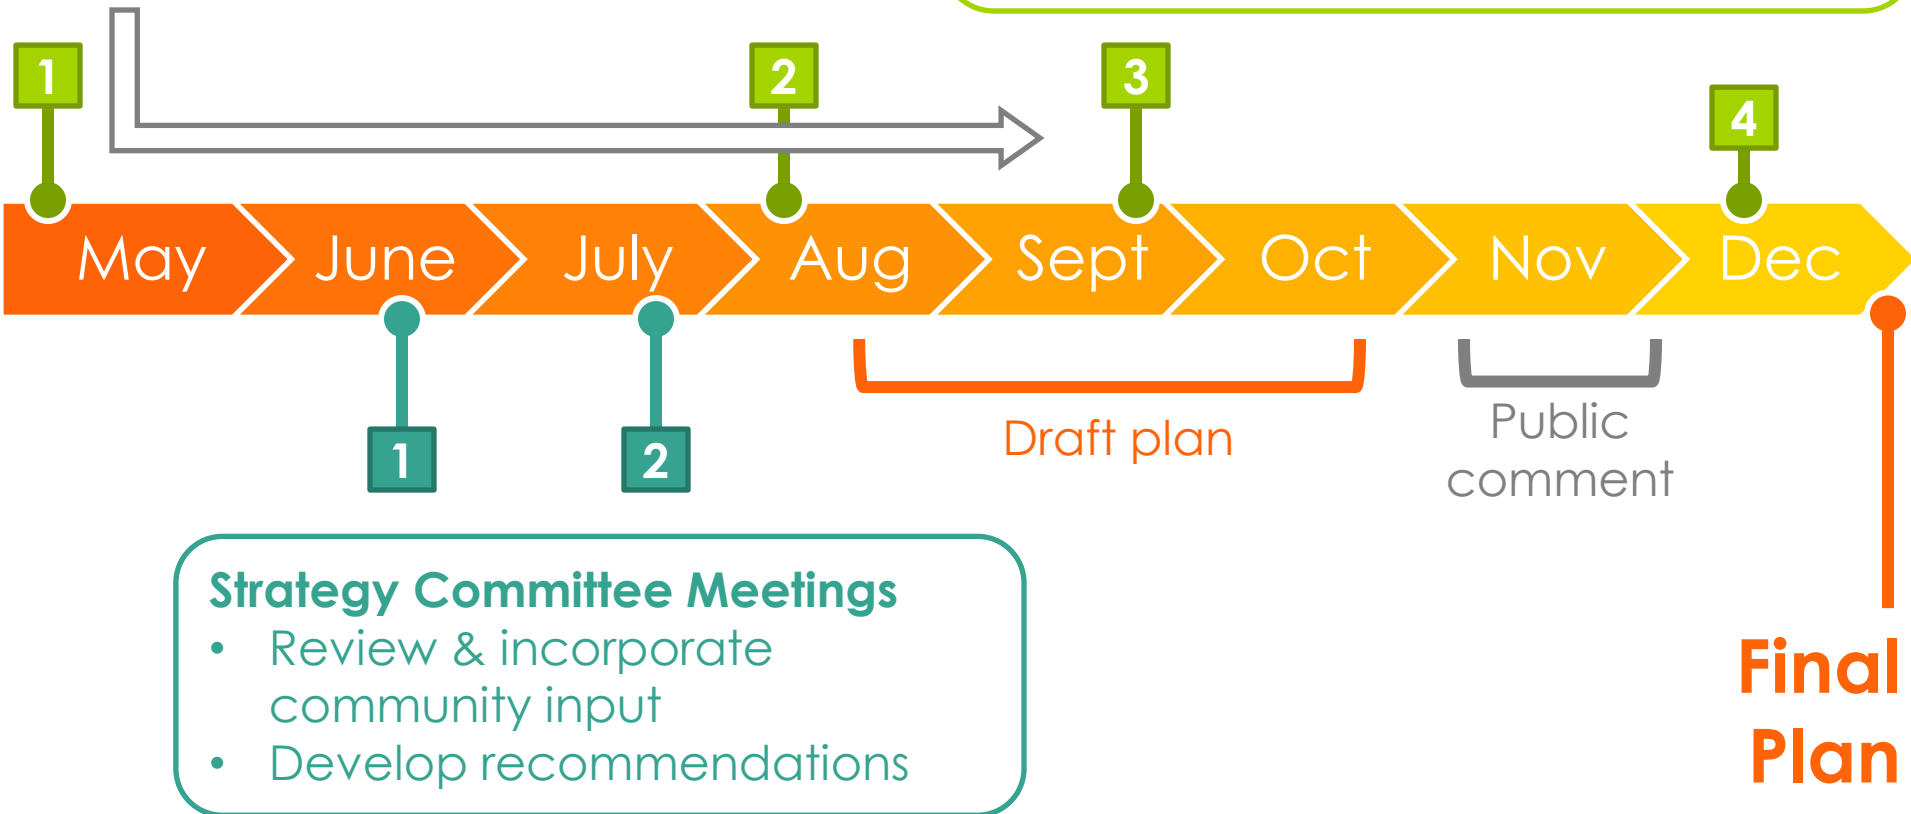 1
2
3
4
May
June
July
Aug
Sept
Oct
Nov
Dec
1
2
Draft plan
Public
comment
Strategy Committee Meetings
• Review & incorporate
community input
• Develop recommendations
Final
Plan